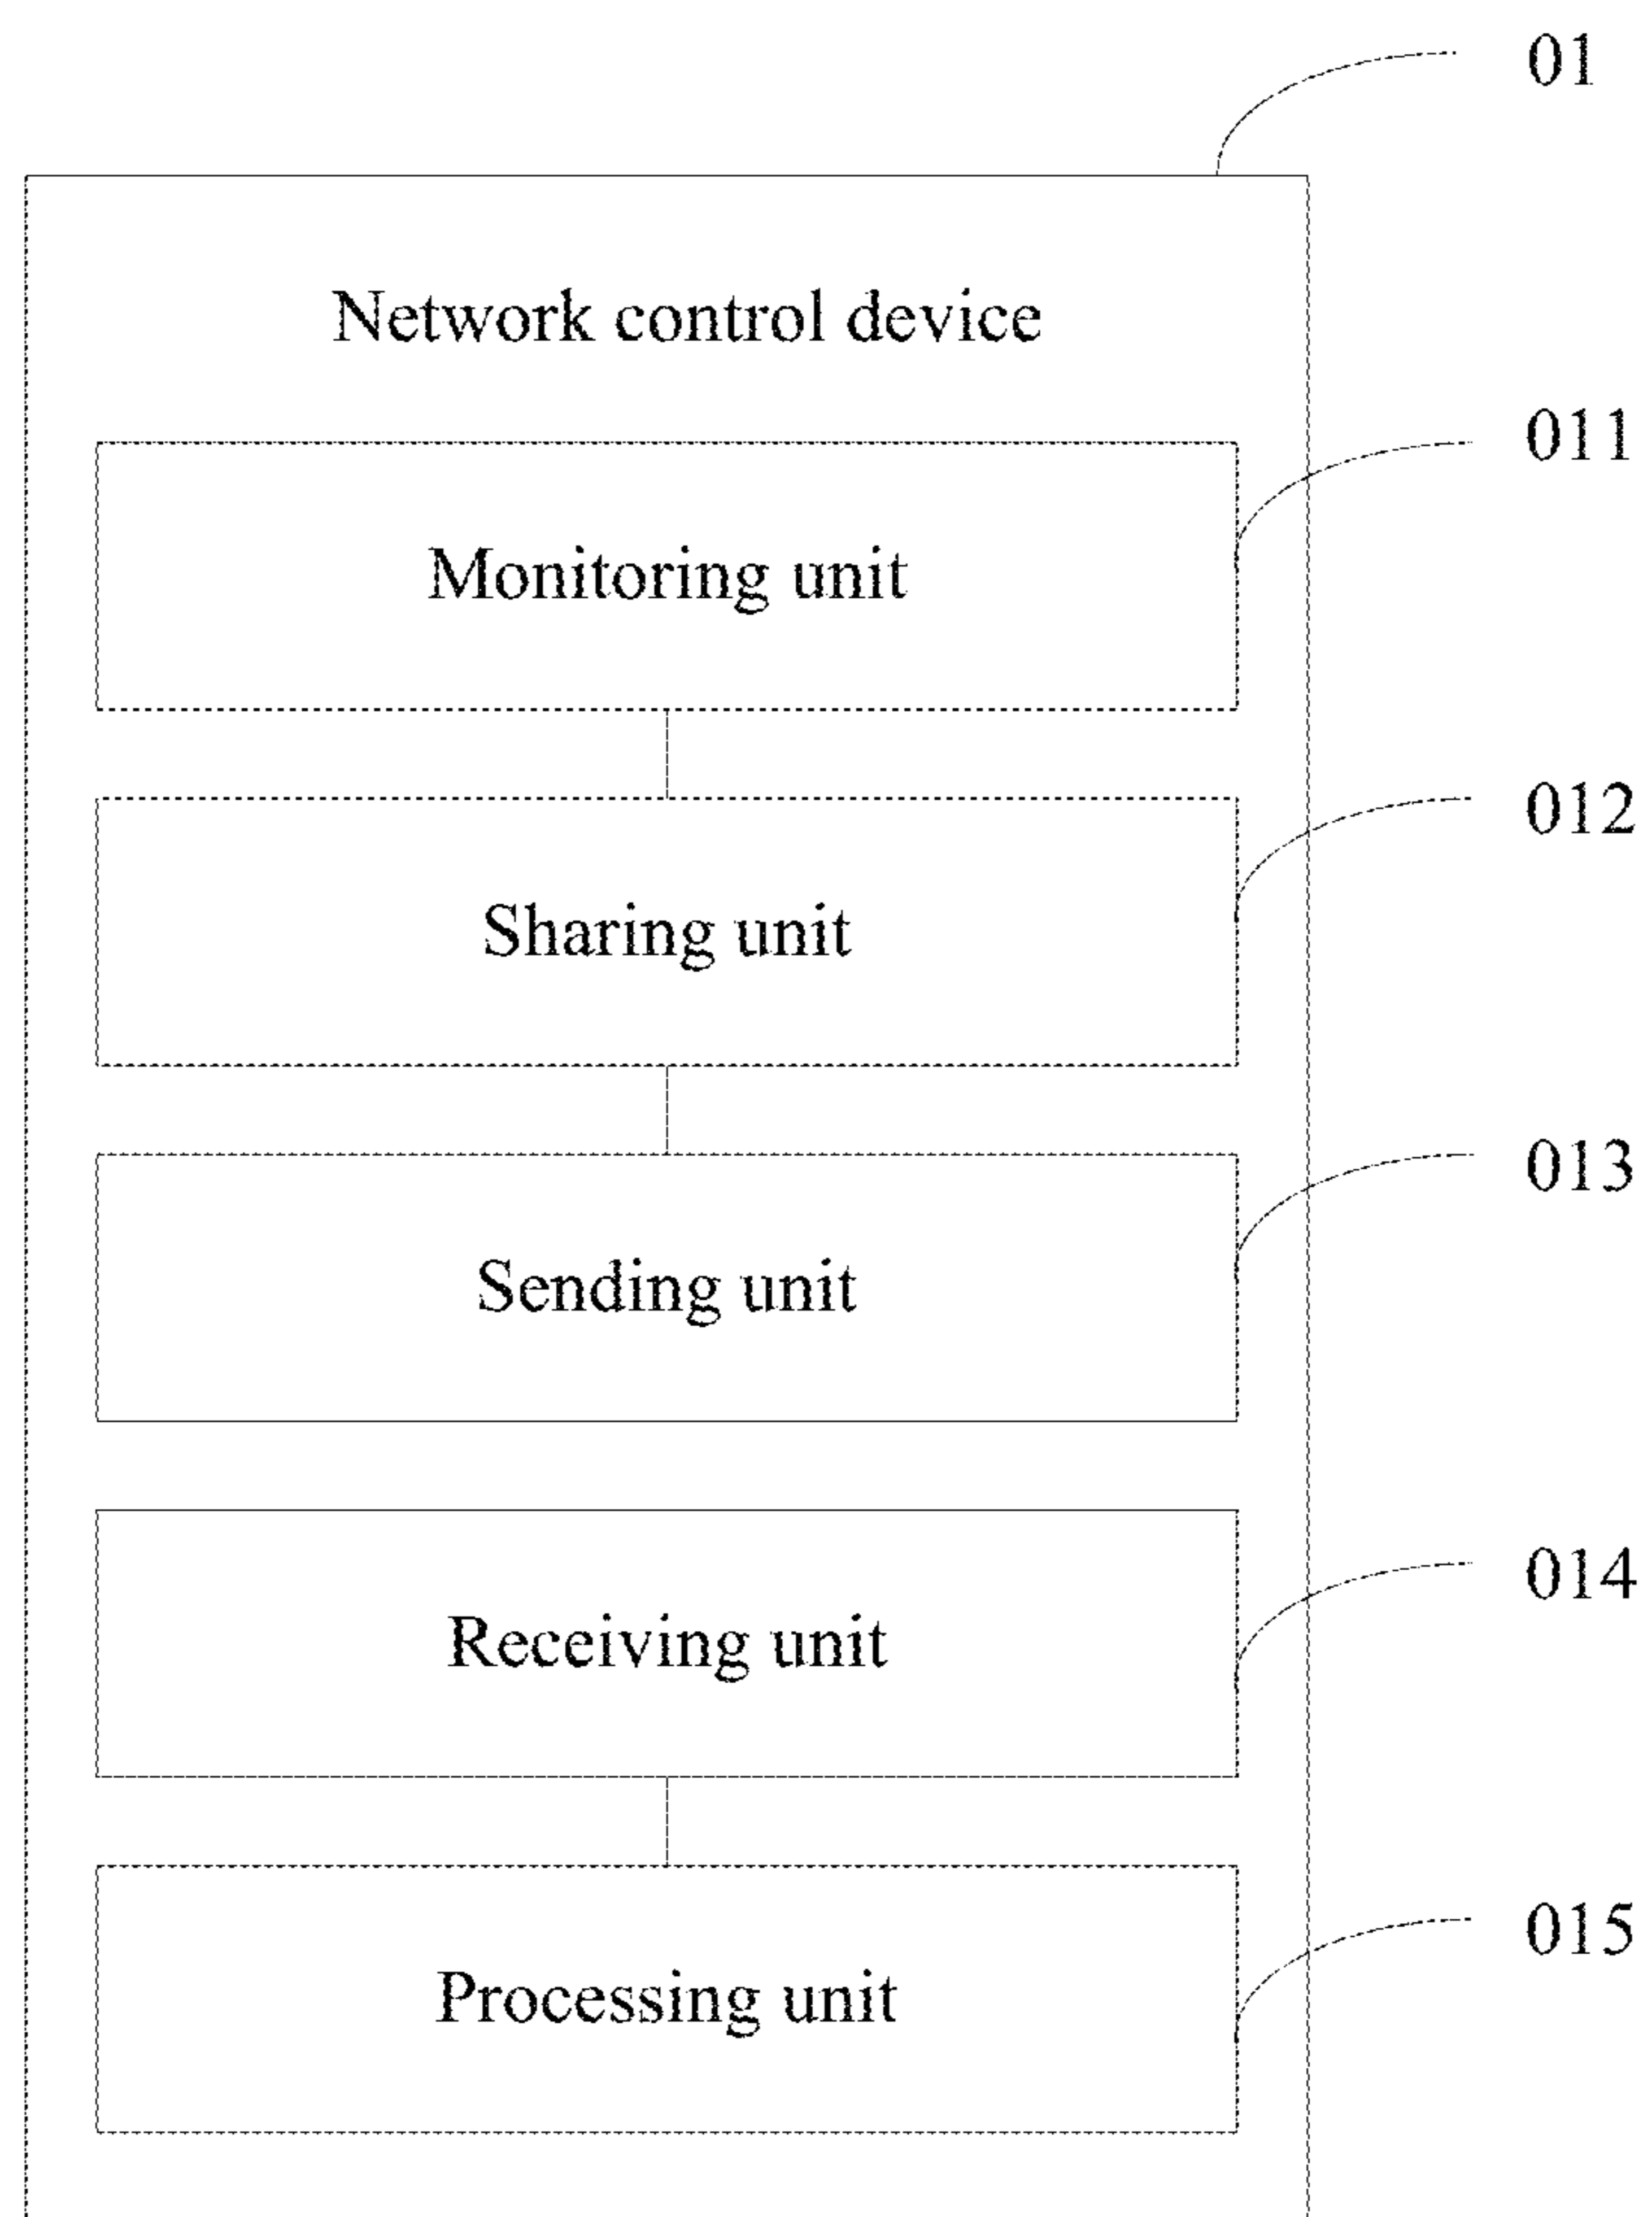 01
Network control device
011
Monitoring unit
012
Sharing unit
013
Sending unit
014
Receiving unit
015
Processing unit